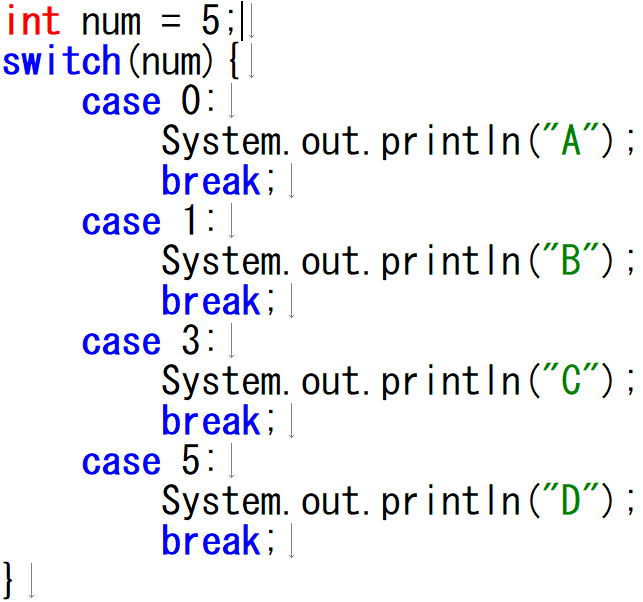 int num = 5;
switch(num){
case 0:
System.out.println("A");
break;
case 1:
System.out.println("B");
break;
case 3:
System.out.println("C");
break;
case 5:
System.out.println("D");
break;
}